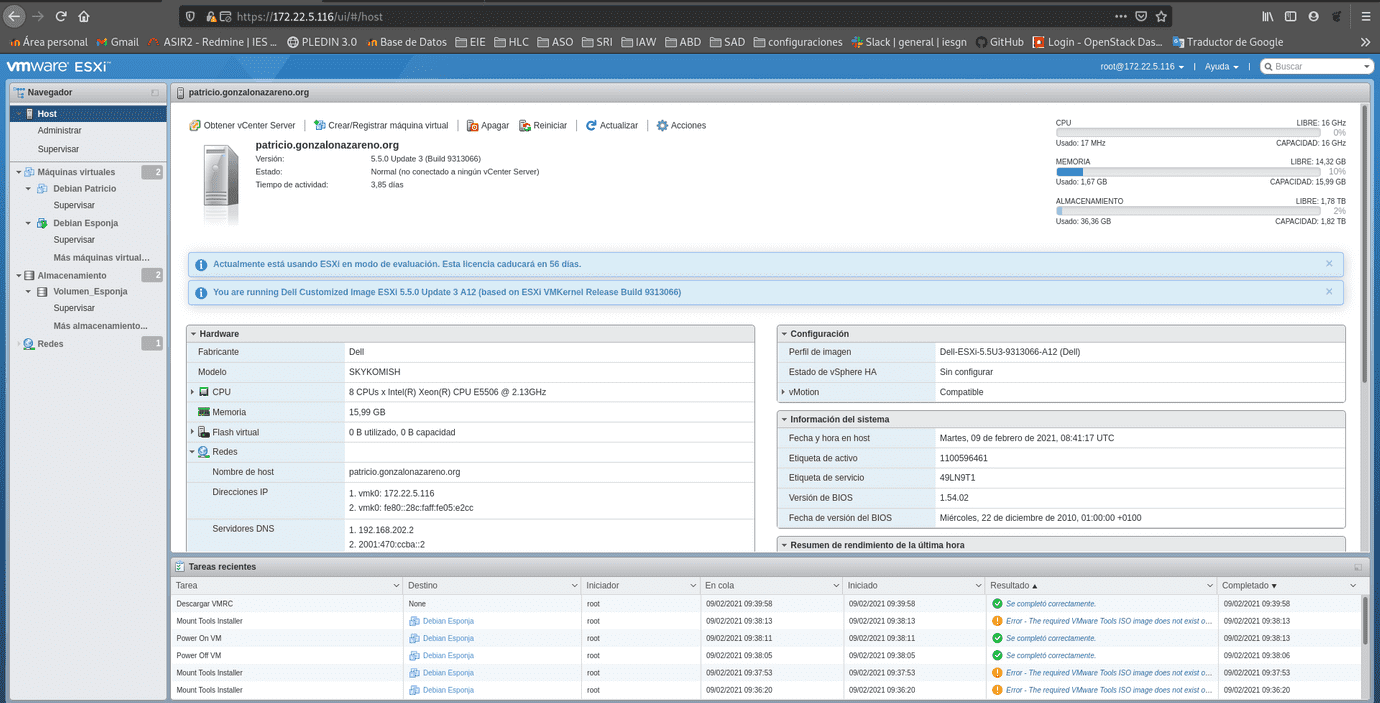 https://172.22.5.116/ui/#/host
Área personal Gmail ASIR2 - Redmine | IES ... PLEDIN 3.0 Base de Datos EIE HLC ASO SRI IAW ABD SAD configuraciones Slack | general | iesgn GitHub Login - OpenStack Das... Traductor de Google
vmware ESXi™ root@172.22.5.116 | Ayuda | Buscar
Navegador
Host
Administrar
Supervisar
Máquinas virtuales 2
Debian Patricio
Supervisar
Debian Esponja
Supervisar
Más máquinas virtual...
Almacenamiento 2
Volumen_Esponja
Supervisar
Más almacenamiento...
Redes 1
patricio.gonzalonazareno.org
Obtener vCenter Server | Crear/Registrar máquina virtual | Apagar Reiniciar | Actualizar | Acciones
patricio.gonzalonazareno.org
Versión: 5.5.0 Update 3 (Build 9313066)
Estado: Normal (no conectado a ningún vCenter Server)
Tiempo de actividad: 3,85 días
CPU LIBRE: 16 GHz
0%
Usado: 17 MHz CAPACIDAD: 16 GHz
MEMORIA LIBRE: 14,32 GB
10%
Usado: 1,67 GB CAPACIDAD: 15,99 GB
ALMACENAMIENTO LIBRE: 1,78 TB
2%
Usado: 36,36 GB CAPACIDAD: 1,82 TB
Actualmente está usando ESXi en modo de evaluación. Esta licencia caducará en 56 días.
You are running Dell Customized Image ESXi 5.5.0 Update 3 A12 (based on ESXi VMKernel Release Build 9313066)
Hardware
Fabricante Dell
Modelo SKYKOMISH
CPU 8 CPUs x Intel(R) Xeon(R) CPU E5506 @ 2.13GHz
Memoria 15,99 GB
Flash virtual 0 B utilizado, 0 B capacidad
Redes
Nombre de host patricio.gonzalonazareno.org
Direcciones IP 1. vmk0: 172.22.5.116
2. vmk0: fe80::28c:faff:fe05:e2cc
Servidores DNS 1. 192.168.202.2
2. 2001:470:ccba::2
Configuración
Perfil de imagen Dell-ESXi-5.5U3-9313066-A12 (Dell)
Estado de vSphere HA Sin configurar
vMotion Compatible
Información del sistema
Fecha y hora en host Martes, 09 de febrero de 2021, 08:41:17 UTC
Etiqueta de activo 1100596461
Etiqueta de servicio 49LN9T1
Versión de BIOS 1.54.02
Fecha de versión del BIOS Miércoles, 22 de diciembre de 2010, 01:00:00 +0100
Resumen de rendimiento de la última hora
Tareas recientes
Tarea Destino Iniciador En cola Iniciado Resultado Completado
Descargar VMRC None root 09/02/2021 09:39:58 09/02/2021 09:39:58 Se completó correctamente. 09/02/2021 09:39:58
Mount Tools Installer Debian Esponja root 09/02/2021 09:38:13 09/02/2021 09:38:13 Error - The required VMware Tools ISO image does not exist o... 09/02/2021 09:38:13
Power On VM Debian Esponja root 09/02/2021 09:38:11 09/02/2021 09:38:11 Se completó correctamente. 09/02/2021 09:38:13
Power Off VM Debian Esponja root 09/02/2021 09:38:05 09/02/2021 09:38:05 Se completó correctamente. 09/02/2021 09:38:06
Mount Tools Installer Debian Esponja root 09/02/2021 09:37:53 09/02/2021 09:37:53 Error - The required VMware Tools ISO image does not exist o... 09/02/2021 09:37:53
Mount Tools Installer Debian Esponja root 09/02/2021 09:36:20 09/02/2021 09:36:20 Error - The required VMware Tools ISO image does not exist o... 09/02/2021 09:36:20